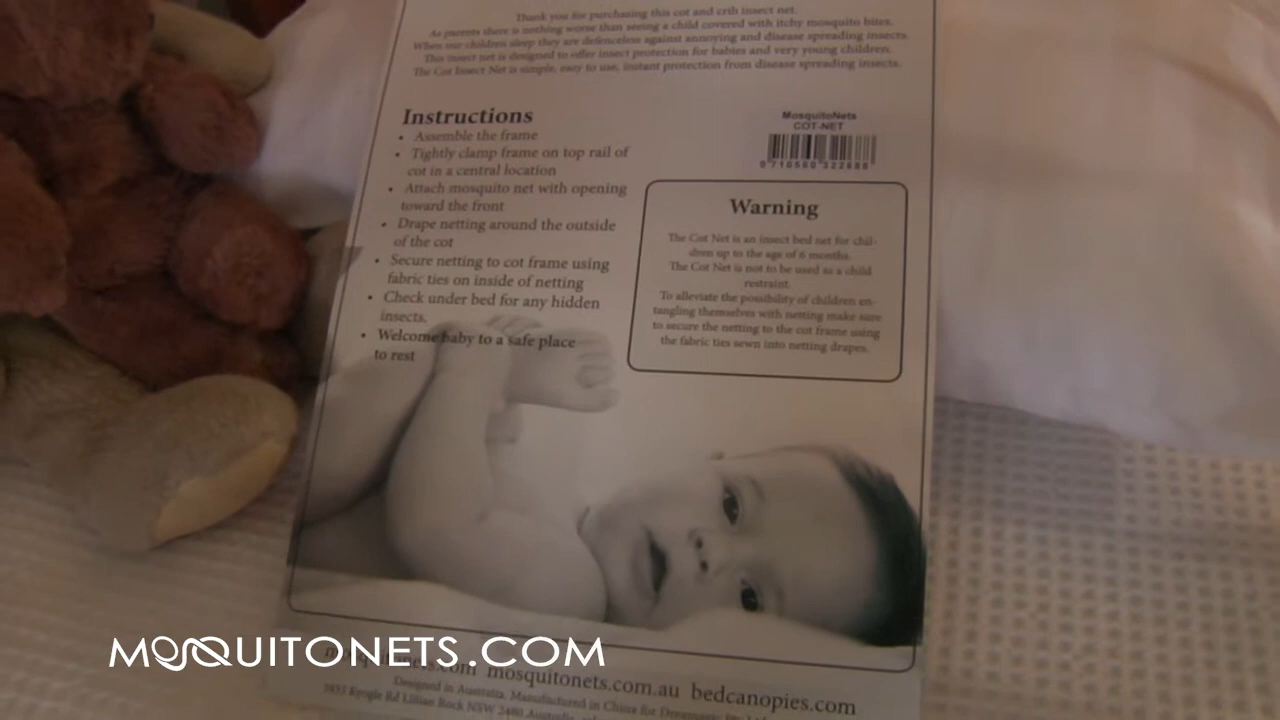 Thank you for purchasing this cot and crib insect net.
As parents there is nothing worse than seeing a child covered with itchy mosquito bites.
When our children sleep they are defenceless against annoying and disease spreading insects
This insect net is designed to offer insect protection for babies and very young children.
The Cot Insect Net is simple, easy to use, instant protection from disease spreading insects.
Instructions
• Assemble the frame
• Tightly clamp frame on top rail of
cot in a central location
• Attach mosquito net with opening
toward the front
• Drape netting around the outside
of the cot
• Secure netting to cot frame using
fabric ties on inside of netting
• Check under bed for any hidden
insects.
• Welcome baby to a safe place
to rest
MosquitoNets
COT-NET
0 710560 322688
Warning
The Cot Net is an insect bed net for chil-
dren up to the age of 6 months.
The Cot Net is not to be used as a child
restraint.
To alleviate the possibility of children en-
tangling themselves with netting make sure
to secure the netting to the cot frame using
the fabric ties sewn into netting drapes.
MOSQUITONETS.COM
mosquitonets.com.au bedcanopies.com
Designed in Australia. Manufactured in China for
Rd Lillian Rock NSW 2480 Australia